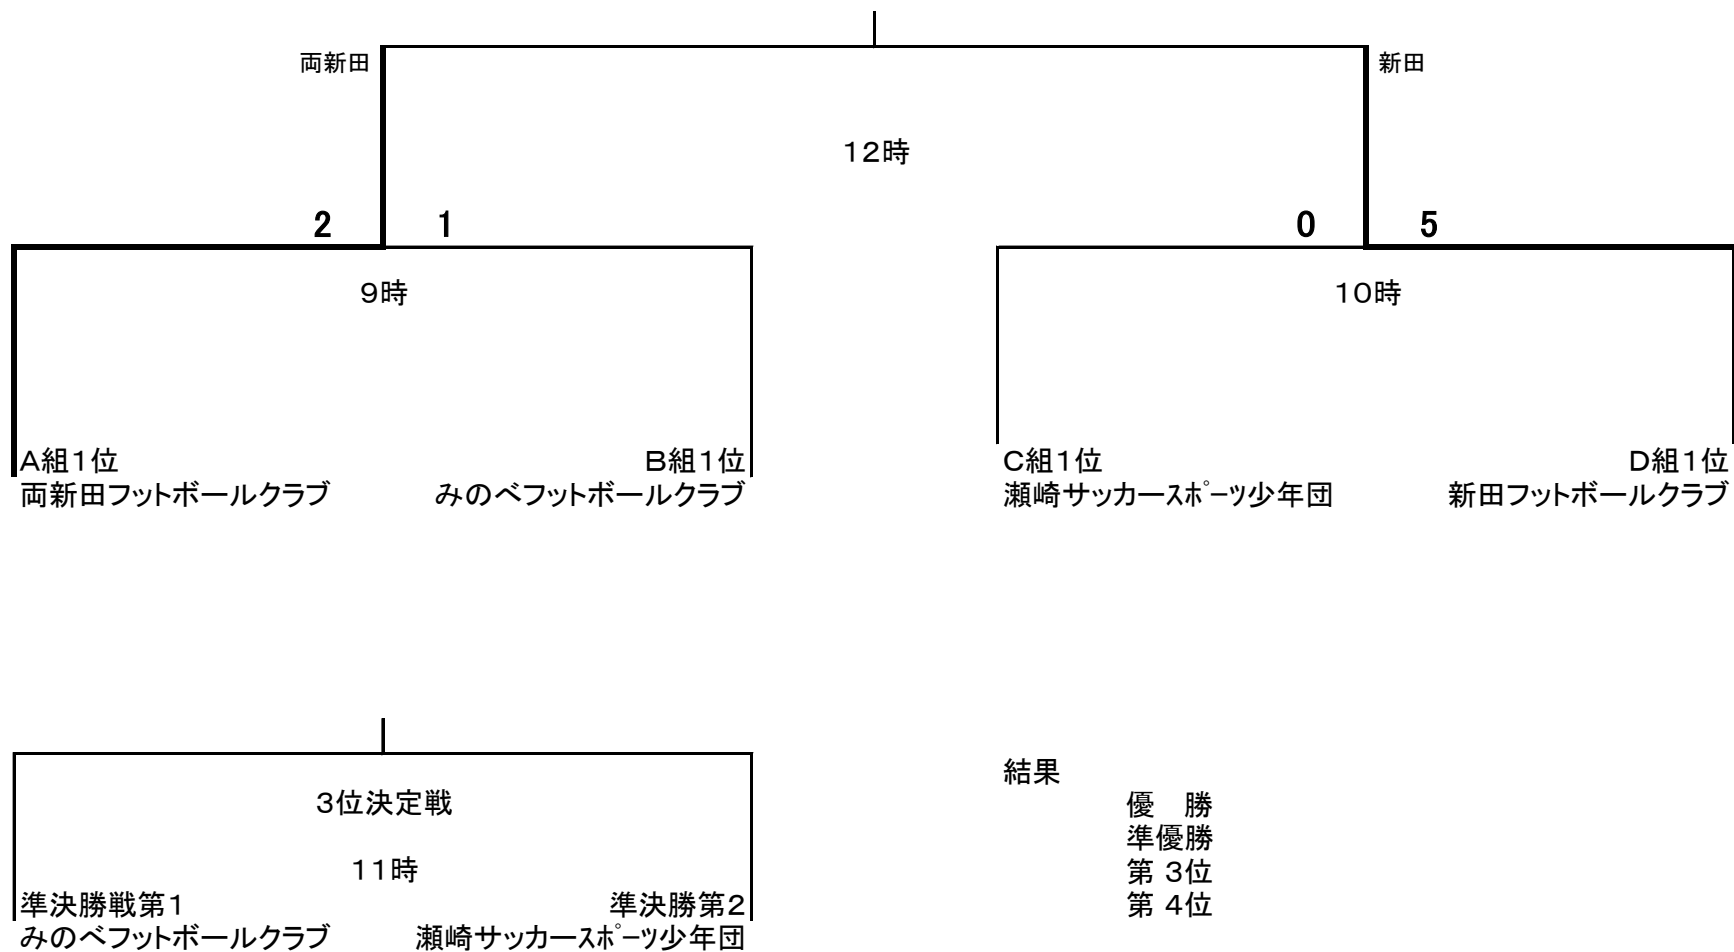 両新田
新田
12時
2 1
0 5
9時
10時
A組1位
B組1位
C組1位
D組1位
両新田フットボールクラブ
みのべフットボールクラブ
瀬崎サッカースポーツ少年団
新田フットボールクラブ
3位決定戦
11時
準決勝戦第1
準決勝第2
みのべフットボールクラブ
瀬崎サッカースポーツ少年団
結果
優　勝
準優勝
第 3位
第 4位